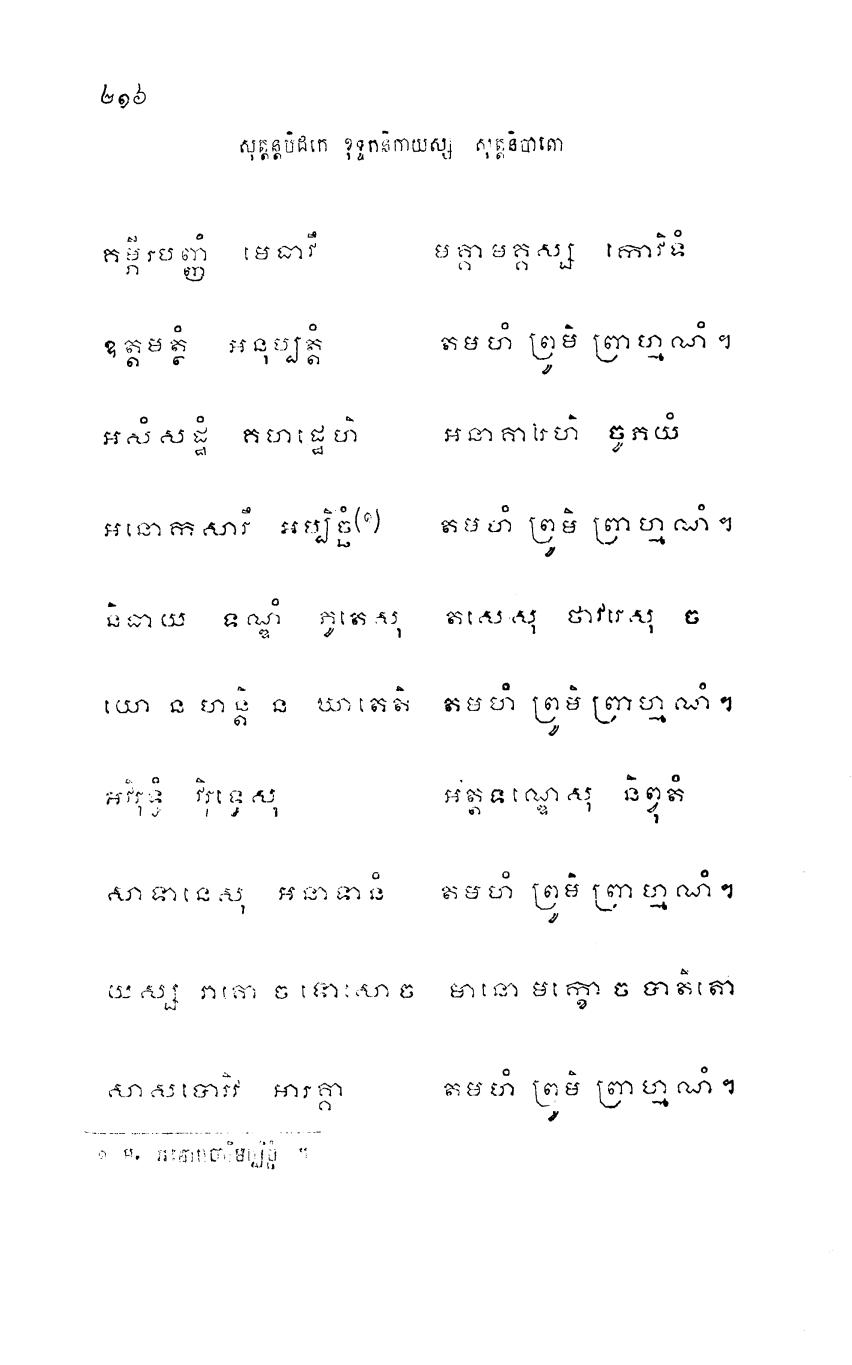 ២១៦
សុត្តន្តបិដកេ ខុទ្ទកនិកាយស្ស សុត្តនិបាតោ
គម្ភីរបញ្ញំ មេធាវឹ មគ្គាមគ្គស្ស កោវិទំ
ឧត្តមត្ថំ អនុប្បត្តំ តមហំ ព្រូមិ ព្រាហ្មណំ។
អសំសដ្ឋំ គហដ្ឋេហិ អនាគារេហិ ចូភយំ
អនោកសារឹ អប្បិច្ឆំ(១) តមហំ ព្រូមិ ព្រាហ្មណំ។
និធាយ ទណ្ឌំ ភូតេសុ តសេសុ ថាវរេសុ ច
យោ ន ហន្តិ ន ឃាតេតិ តមហំ ព្រូមិ ព្រាហ្មណំ។
អវិរុទ្ធំ វិរុទ្ធេសុ អត្តទណ្ឌេសុ និព្វុតំ
សាទានេសុ អនាទានំ តមហំ ព្រូមិ ព្រាហ្មណំ។
យស្ស រាគោ ច ទោសោ ច មានោ មក្ខោ ច បាតិតោ
សាសបោរិវ អារគ្គា តមហំ ព្រូមិ ព្រាហ្មណំ។
១ ម.